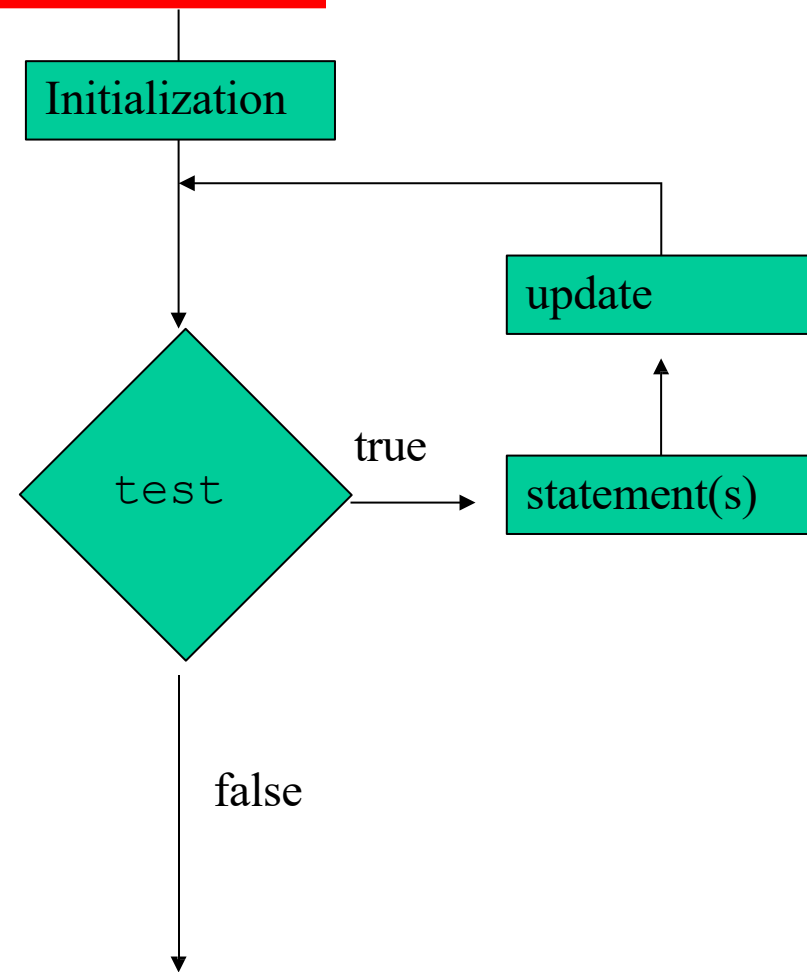 Initialization
update
true
test
statement(s)
false